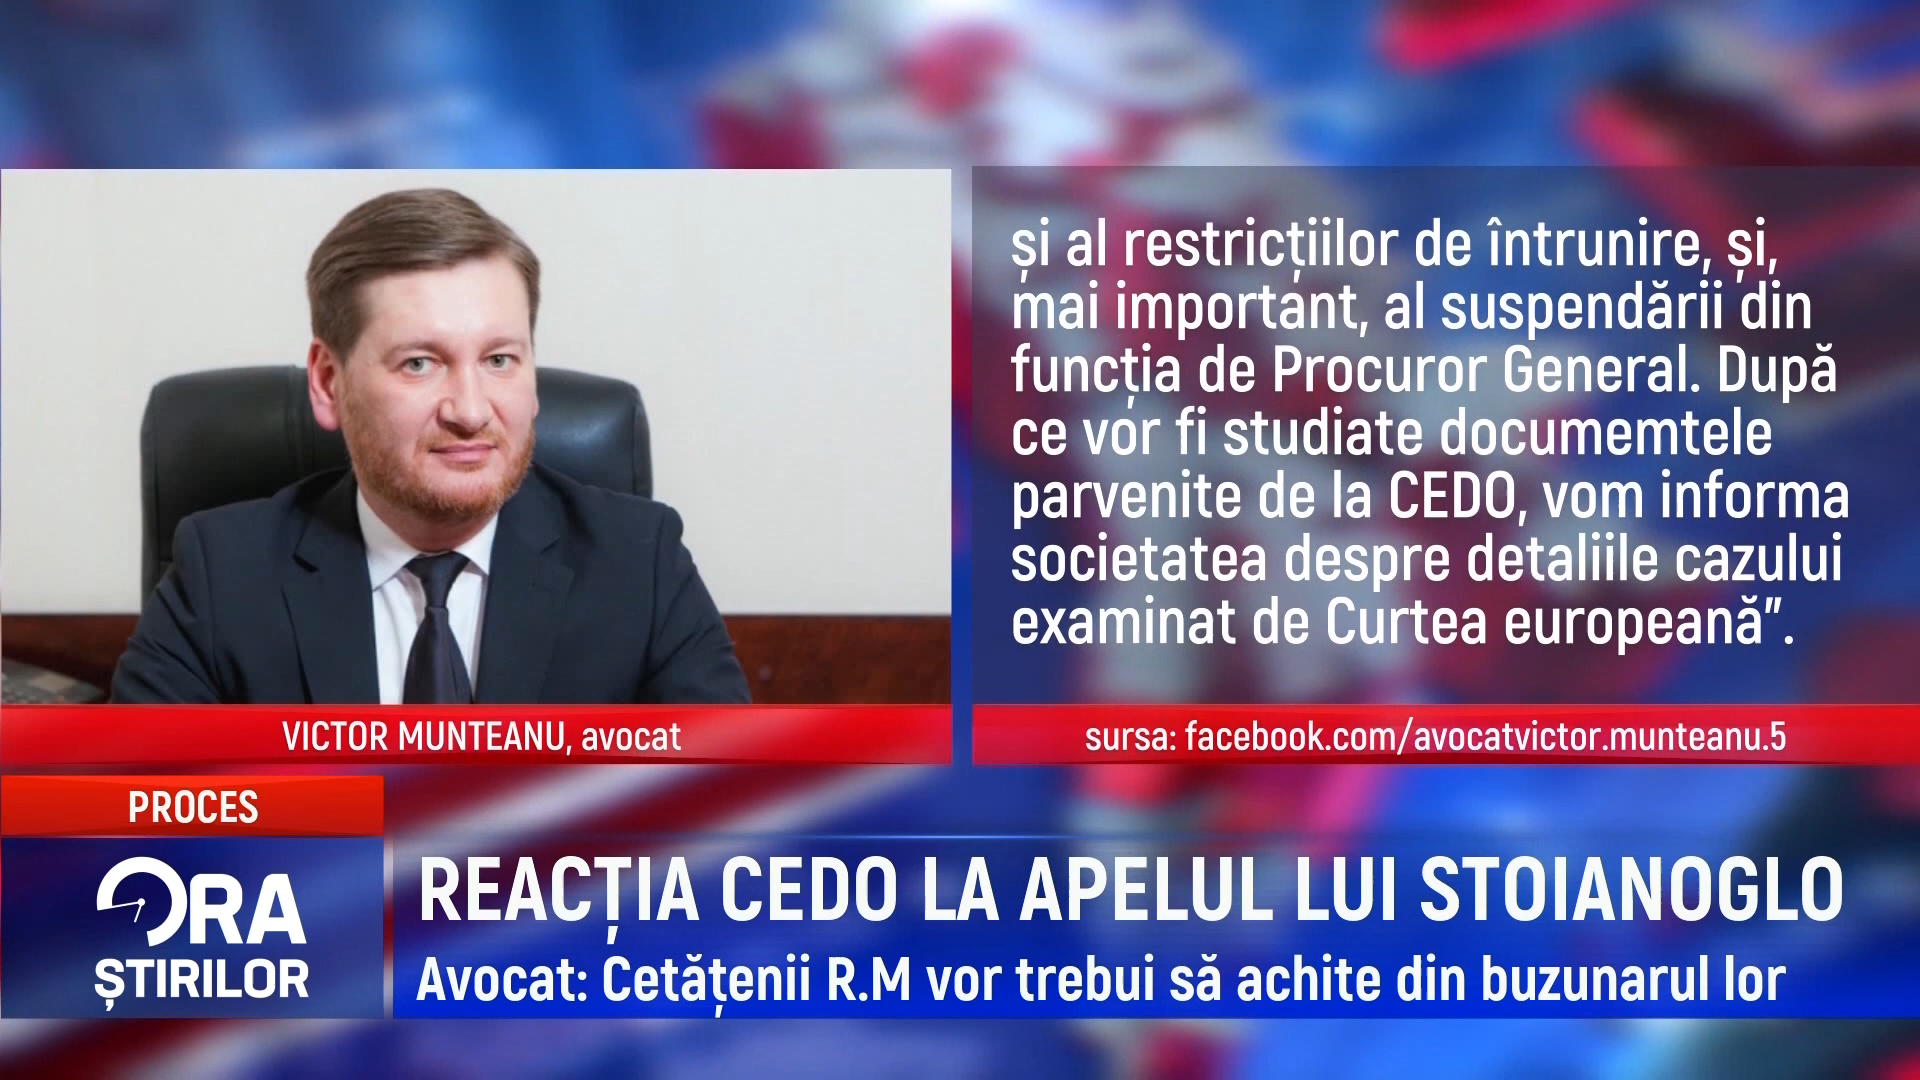 și al restricțiilor de întrunire, și,
mai important, al suspendării din
funcția de Procuror General. După
ce vor fi studiate documemtele
parvenite de la CEDO, vom informa
societatea despre detaliile cazului
examinat de Curtea europeană”.
VICTOR MUNTEANU, avocat
sursa: facebook.com/avocatvictor.munteanu.5
PROCES
ORA
ȘTIRILOR
REACȚIA CEDO LA APELUL LUI STOIANOGLO
Avocat: Cetățenii R.M vor trebui să achite din buzunarul lor